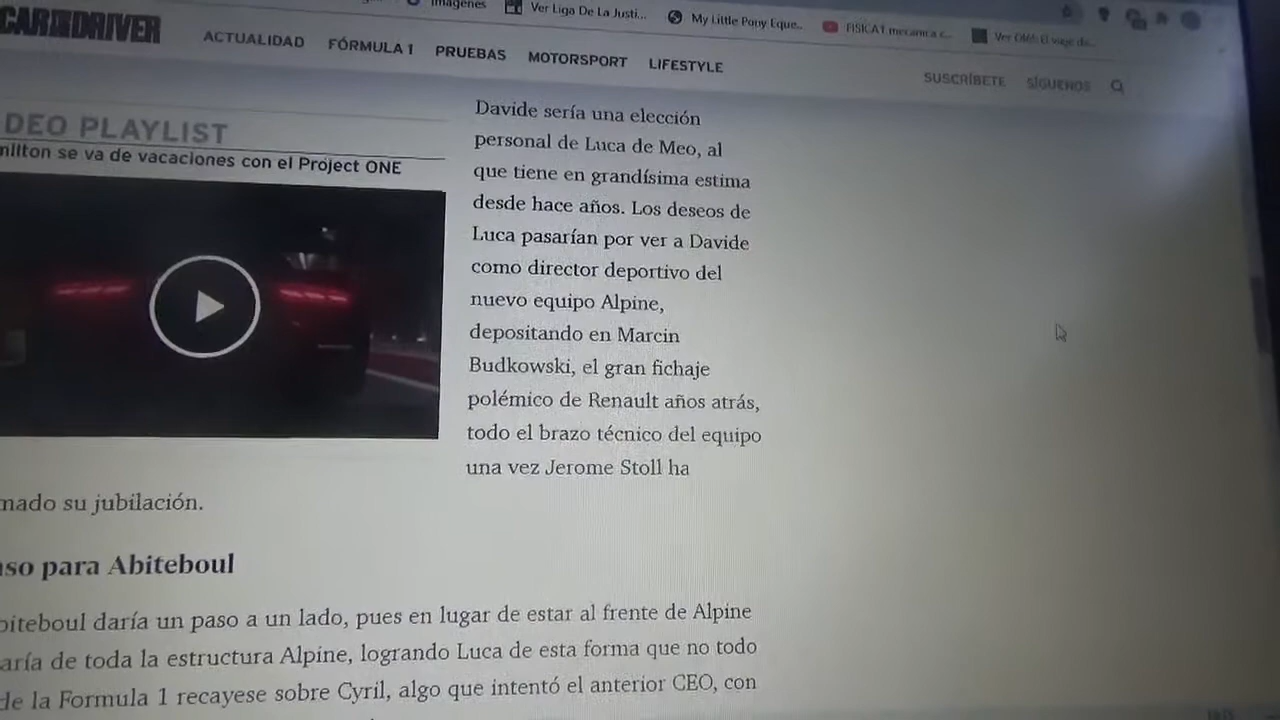 Imágenes
Ver Liga De La Justi...
My Little Pony Eque...
FISICA1 mecanica c...
CAR AND DRIVER
ACTUALIDAD
FÓRMULA 1
PRUEBAS
MOTORSPORT
LIFESTYLE
SUSCRÍBETE
SÍGUENOS
DEO PLAYLIST
milton se va de vacaciones con el Project ONE
Davide sería una elección
personal de Luca de Meo, al
que tiene en grandísima estima
desde hace años. Los deseos de
Luca pasarían por ver a Davide
como director deportivo del
nuevo equipo Alpine,
depositando en Marcin
Budkowski, el gran fichaje
polémico de Renault años atrás,
todo el brazo técnico del equipo
una vez Jerome Stoll ha
mado su jubilación.
aso para Abiteboul
biteboul daría un paso a un lado, pues en lugar de estar al frente de Alpine
aría de toda la estructura Alpine, logrando Luca de esta forma que no todo
de la Formula 1 recayese sobre Cyril, algo que intentó el anterior CEO, con